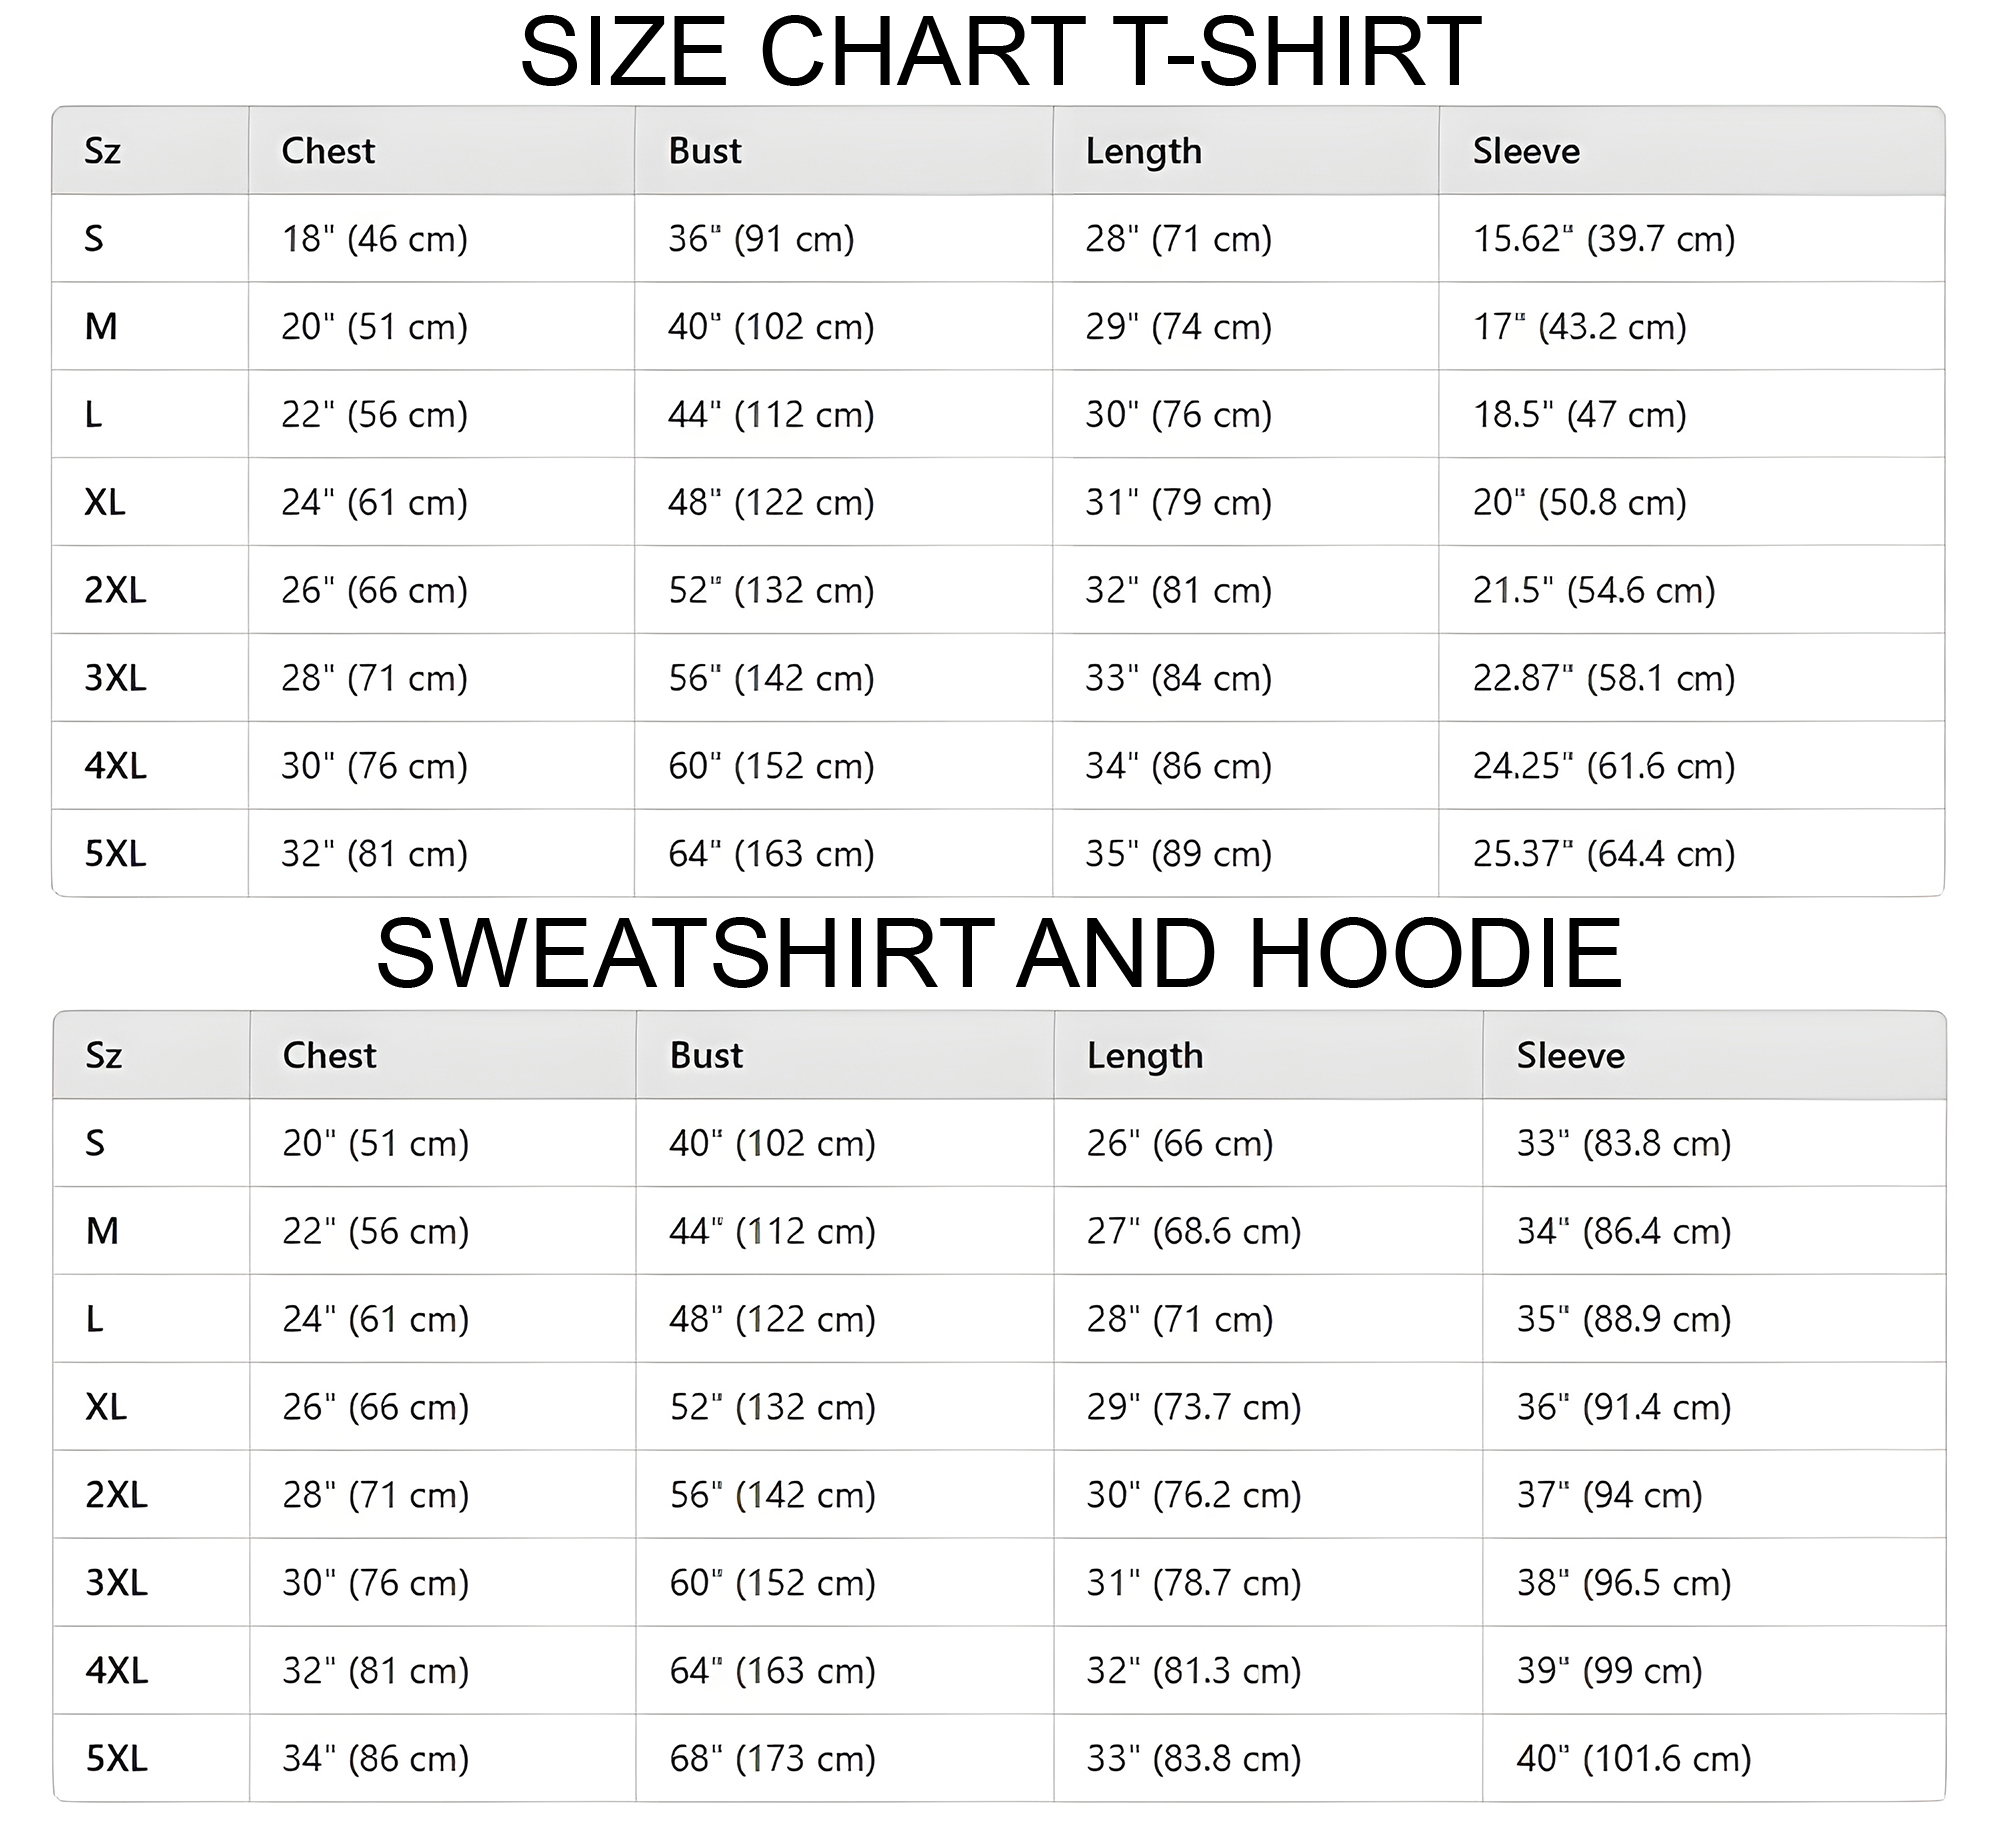 SIZE CHART T-SHIRT
Sz Chest Bust Length Sleeve
S 18" (46 cm) 36" (91 cm) 28" (71 cm) 15.62" (39.7 cm)
M 20" (51 cm) 40" (102 cm) 29" (74 cm) 17" (43.2 cm)
L 22" (56 cm) 44" (112 cm) 30" (76 cm) 18.5" (47 cm)
XL 24" (61 cm) 48" (122 cm) 31" (79 cm) 20" (50.8 cm)
2XL 26" (66 cm) 52" (132 cm) 32" (81 cm) 21.5" (54.6 cm)
3XL 28" (71 cm) 56" (142 cm) 33" (84 cm) 22.87" (58.1 cm)
4XL 30" (76 cm) 60" (152 cm) 34" (86 cm) 24.25" (61.6 cm)
5XL 32" (81 cm) 64" (163 cm) 35" (89 cm) 25.37" (64.4 cm)
SWEATSHIRT AND HOODIE
Sz Chest Bust Length Sleeve
S 20" (51 cm) 40" (102 cm) 26" (66 cm) 33" (83.8 cm)
M 22" (56 cm) 44" (112 cm) 27" (68.6 cm) 34" (86.4 cm)
L 24" (61 cm) 48" (122 cm) 28" (71 cm) 35" (88.9 cm)
XL 26" (66 cm) 52" (132 cm) 29" (73.7 cm) 36" (91.4 cm)
2XL 28" (71 cm) 56" (142 cm) 30" (76.2 cm) 37" (94 cm)
3XL 30" (76 cm) 60" (152 cm) 31" (78.7 cm) 38" (96.5 cm)
4XL 32" (81 cm) 64" (163 cm) 32" (81.3 cm) 39" (99 cm)
5XL 34" (86 cm) 68" (173 cm) 33" (83.8 cm) 40" (101.6 cm)